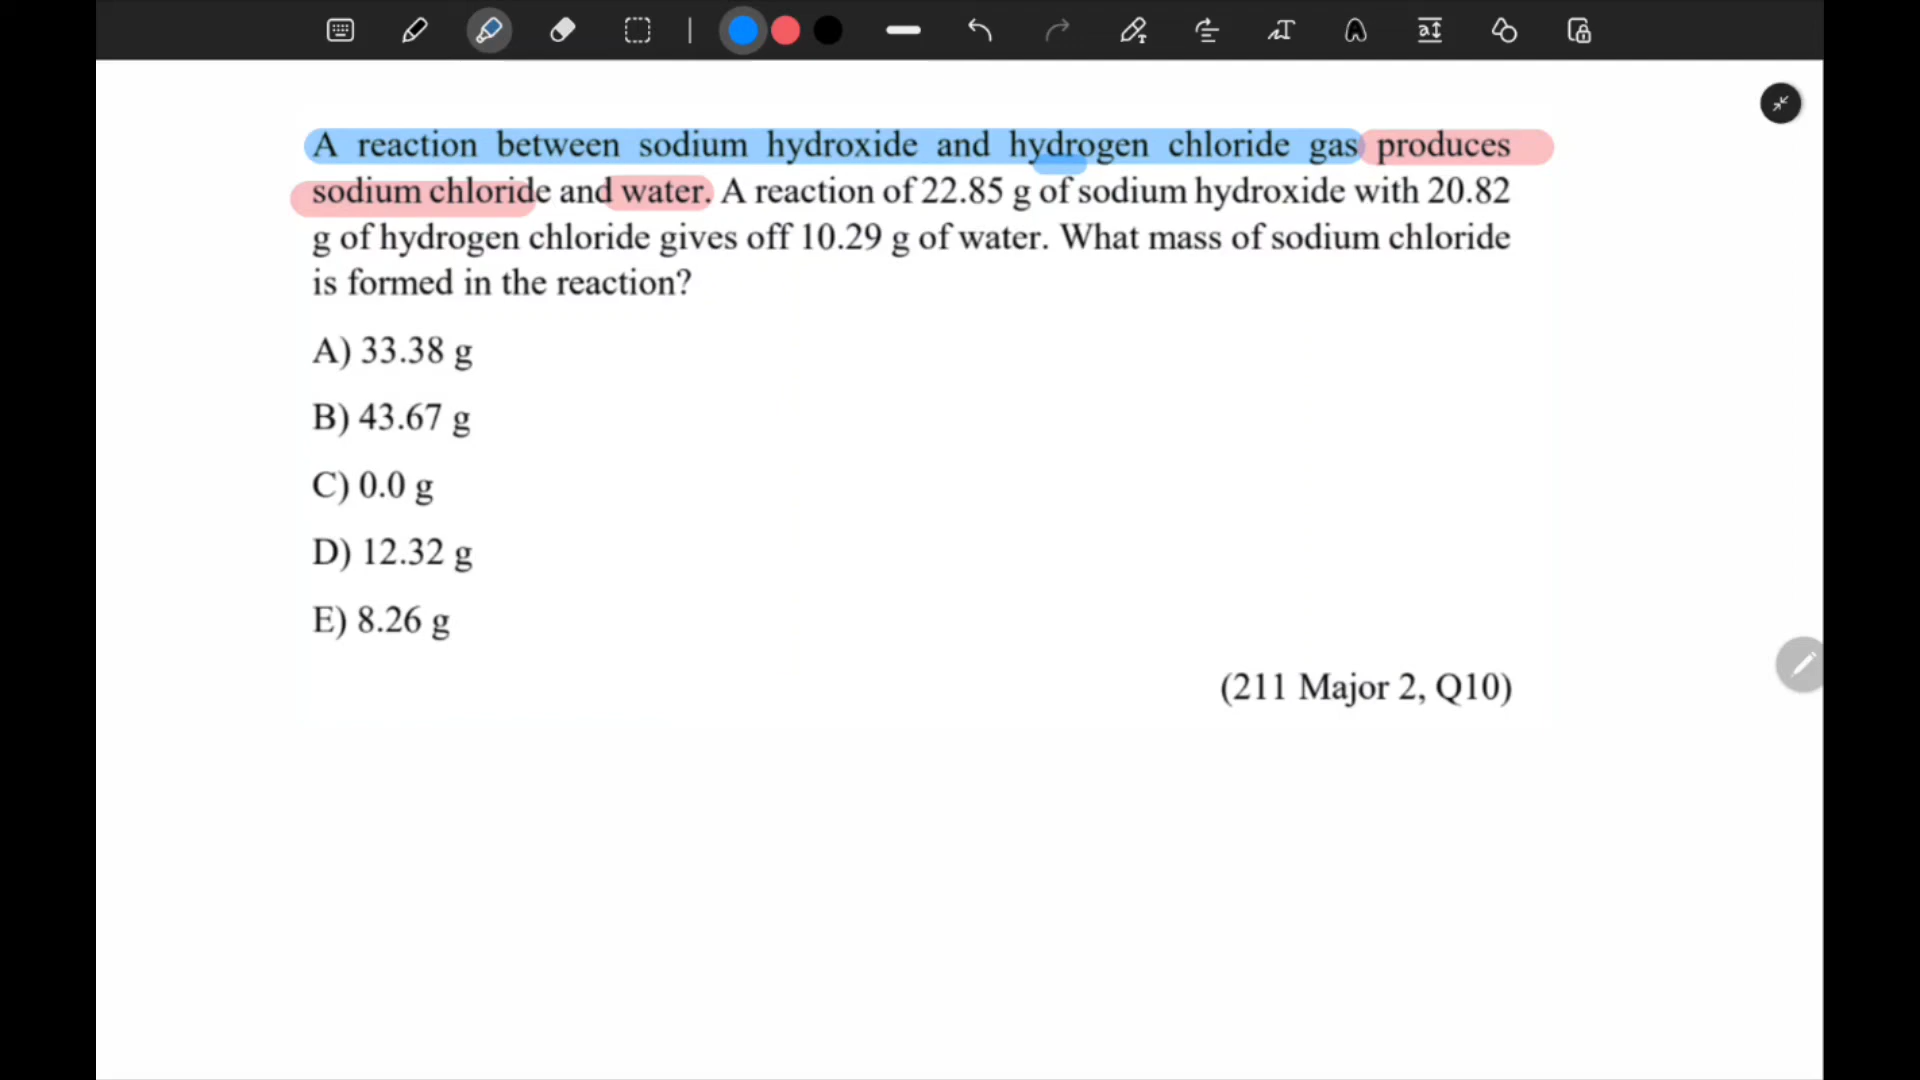 A reaction between sodium hydroxide and hydrogen chloride gas produces
sodium chloride and water. A reaction of 22.85 g of sodium hydroxide with 20.82
g of hydrogen chloride gives off 10.29 g of water. What mass of sodium chloride
is formed in the reaction?
A) 33.38 g
B) 43.67 g
C) 0.0 g
D) 12.32 g
E) 8.26 g
(211 Major 2, Q10)